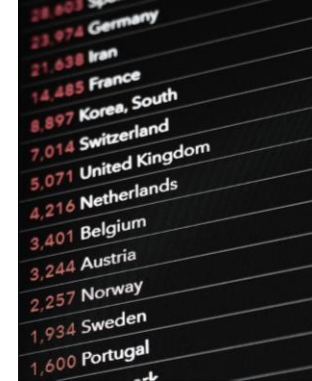 28,603
23,974 Germany
21,638 Iran
14,485 France
8,897 Korea, South
7,014 Switzerland
5,071 United Kingdom
4,216 Netherlands
3,401 Belgium
3,244 Austria
2,257 Norway
1,934 Sweden
1,600 Portugal